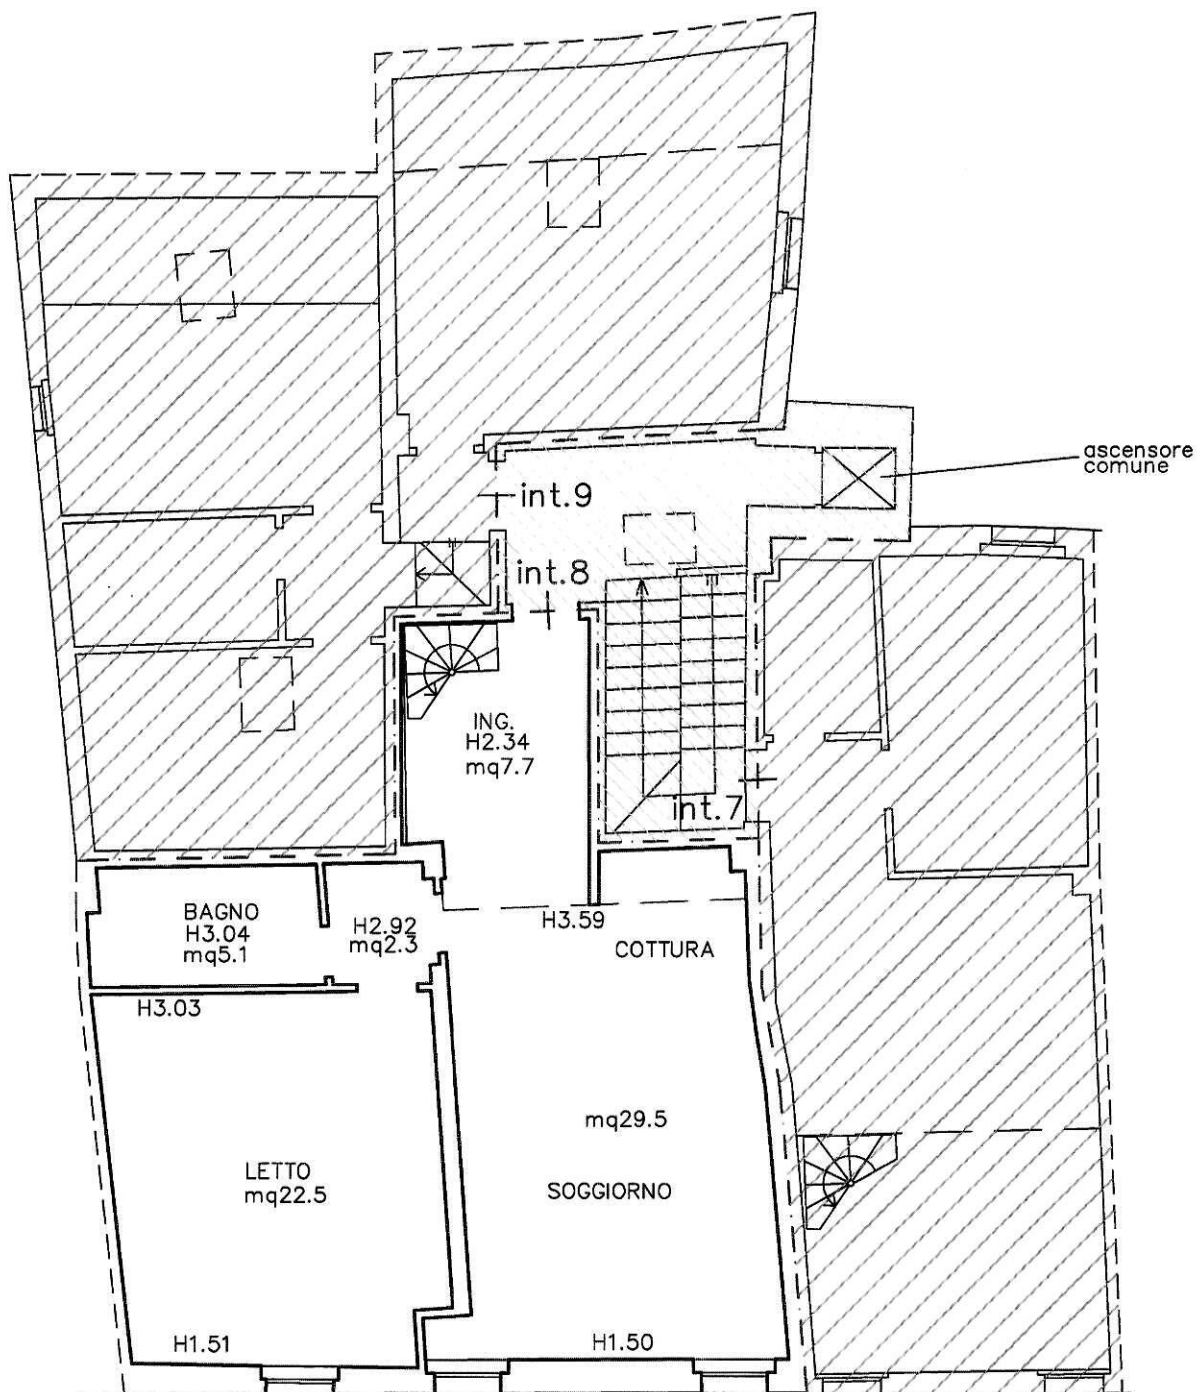 ascensore
comune
int.9
int.8
ING.
H2.34
mq7.7
int.7
BAGNO
H3.04
mq5.1
H2.92
mq2.3
H3.59
COTTURA
H3.03
mq29.5
LETTO
mq22.5
SOGGIORNO
H1.51
H1.50